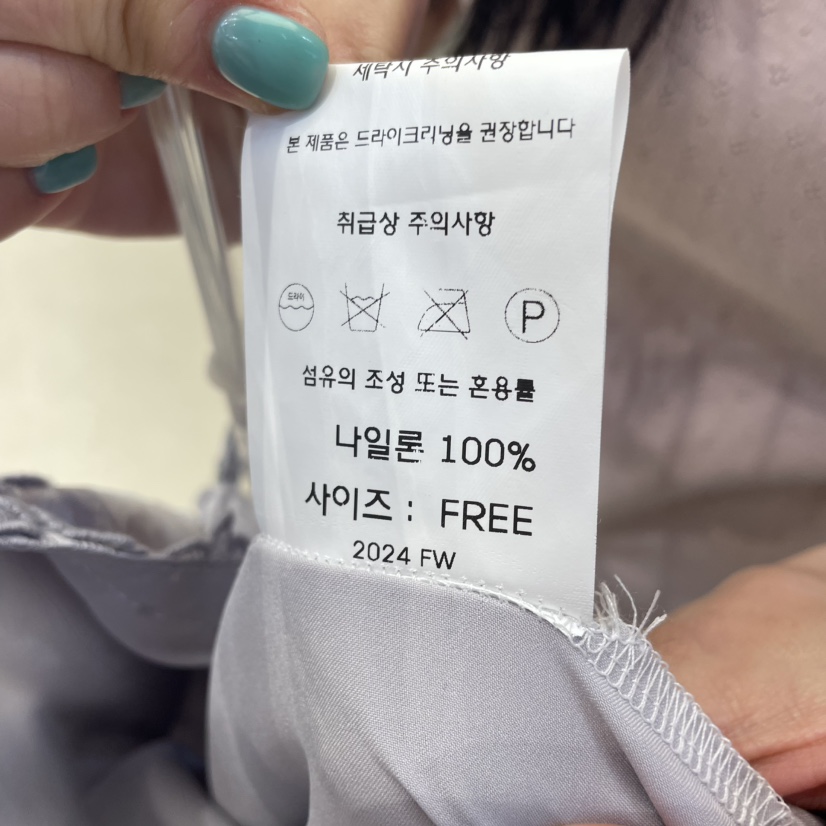 세탁시 주의사항
본 제품은 드라이크리닝을 권장합니다
취급상 주의사항
드라이
P
섬유의 조성 또는 혼용률
나일론 100%
사이즈 : FREE
2024 FW